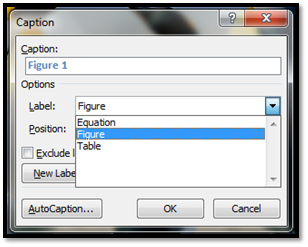 Caption
Caption:
Figure 1
Options
Label:
Figure
Equation
Figure
Table
Position:
Exclude l
New Labe
AutoCaption...
OK
Cancel